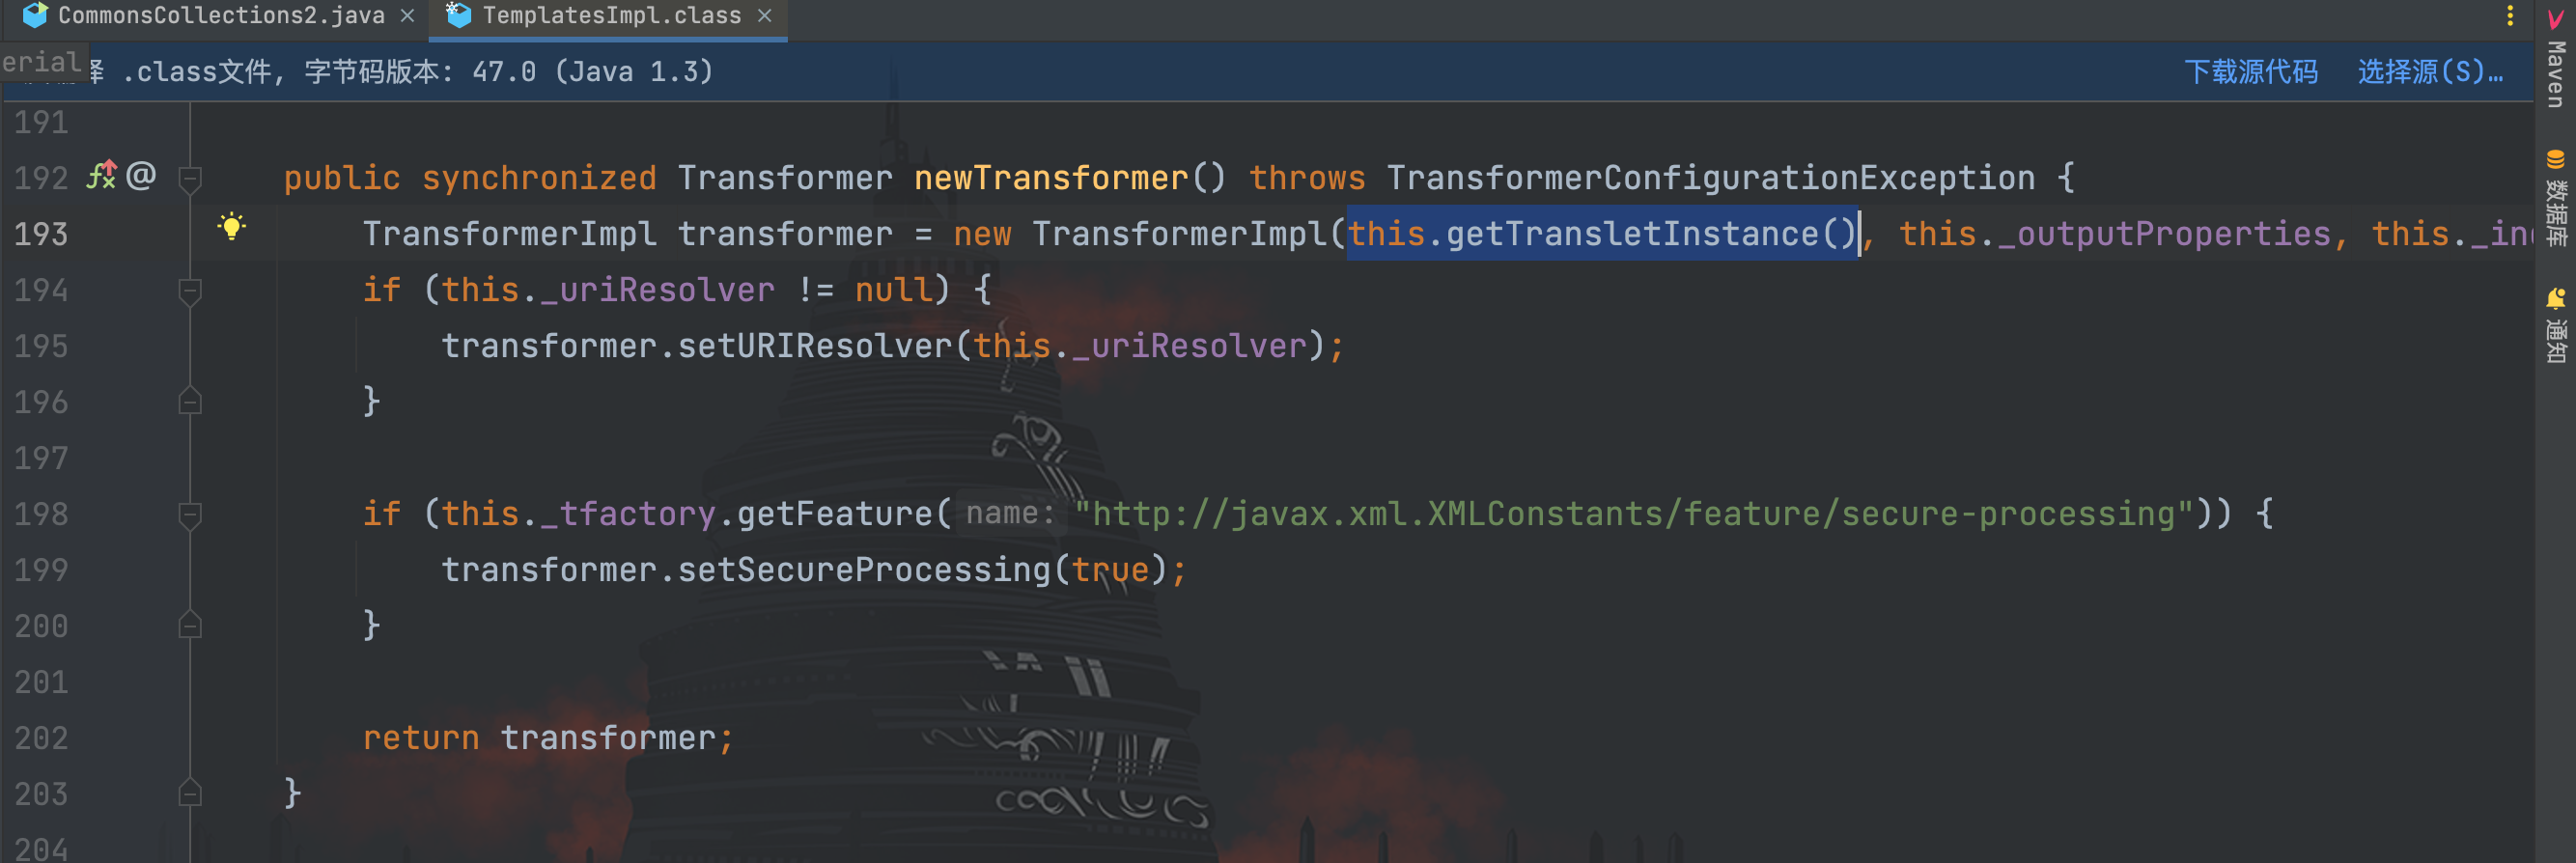 CommonsCollections2.java
TemplatesImpl.class
erial
.class文件, 字节码版本: 47.0 (Java 1.3)
下载源代码 选择源(S)…
191
192 public synchronized Transformer newTransformer() throws TransformerConfigurationException {
193 TransformerImpl transformer = new TransformerImpl(this.getTransletInstance(), this._outputProperties, this._in
194 if (this._uriResolver != null) {
195 transformer.setURIResolver(this._uriResolver);
196 }
197
198 if (this._tfactory.getFeature( name: "http://javax.xml.XMLConstants/feature/secure-processing")) {
199 transformer.setSecureProcessing(true);
200 }
201
202 return transformer;
203 }
204
Maven
数据库
通知